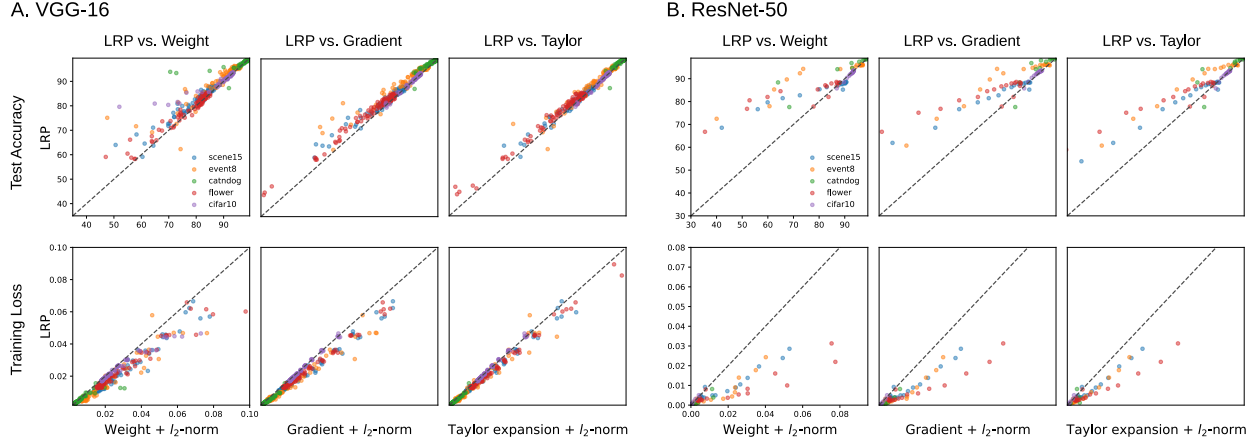 A. VGG-16
B. ResNet-50
LRP vs. Weight
LRP vs. Gradient
LRP vs. Taylor
LRP vs. Weight
LRP vs. Gradient
LRP vs. Taylor
Test Accuracy
LRP
90
80
70
60
50
40
40 50 60 70 80 90
scene15
event8
catndog
flower
cifar10
90
80
70
60
50
40
30
30 40 50 60 70 80 90
scene15
event8
catndog
flower
cifar10
Training Loss
LRP
0.10
0.08
0.06
0.04
0.02
0.02 0.04 0.06 0.08 0.10
0.08
0.07
0.06
0.05
0.04
0.03
0.02
0.01
0.00
0.00 0.02 0.04 0.06 0.08
Weight + l₂-norm
Gradient + l₂-norm
Taylor expansion + l₂-norm
Weight + l₂-norm
Gradient + l₂-norm
Taylor expansion + l₂-norm